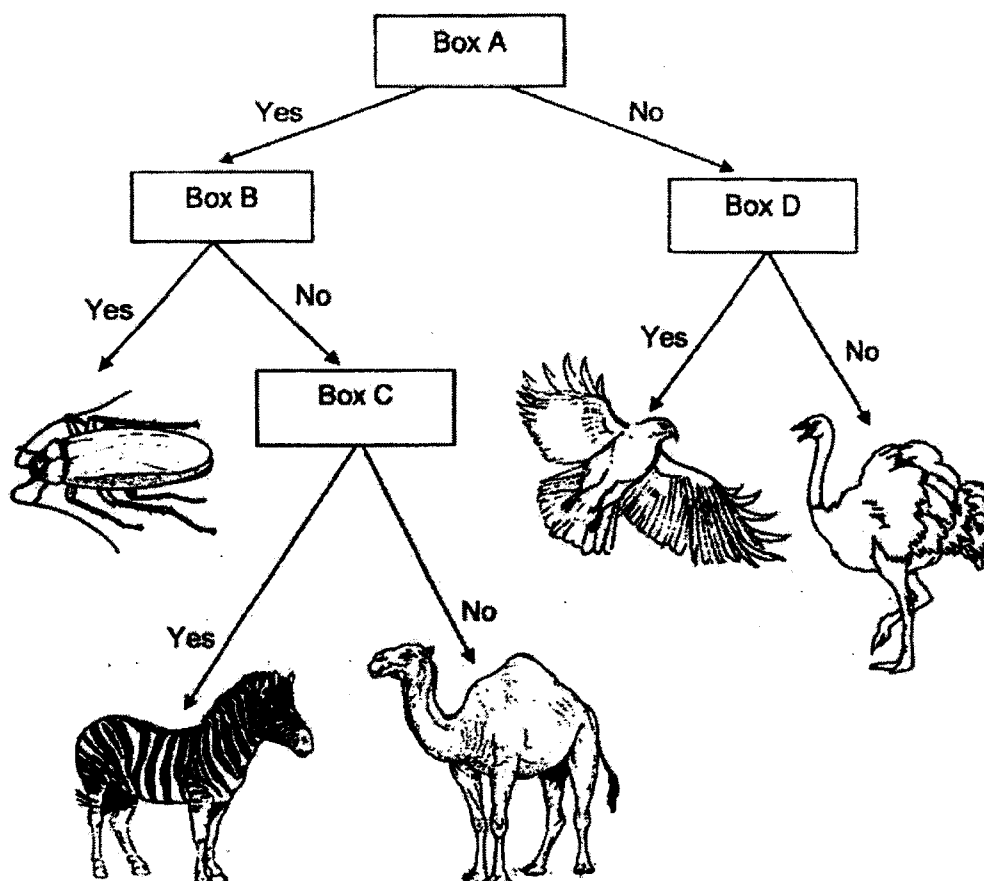 Box A
Yes
No
Box B
Box D
Yes
No
Yes
No
Box C
Yes
No